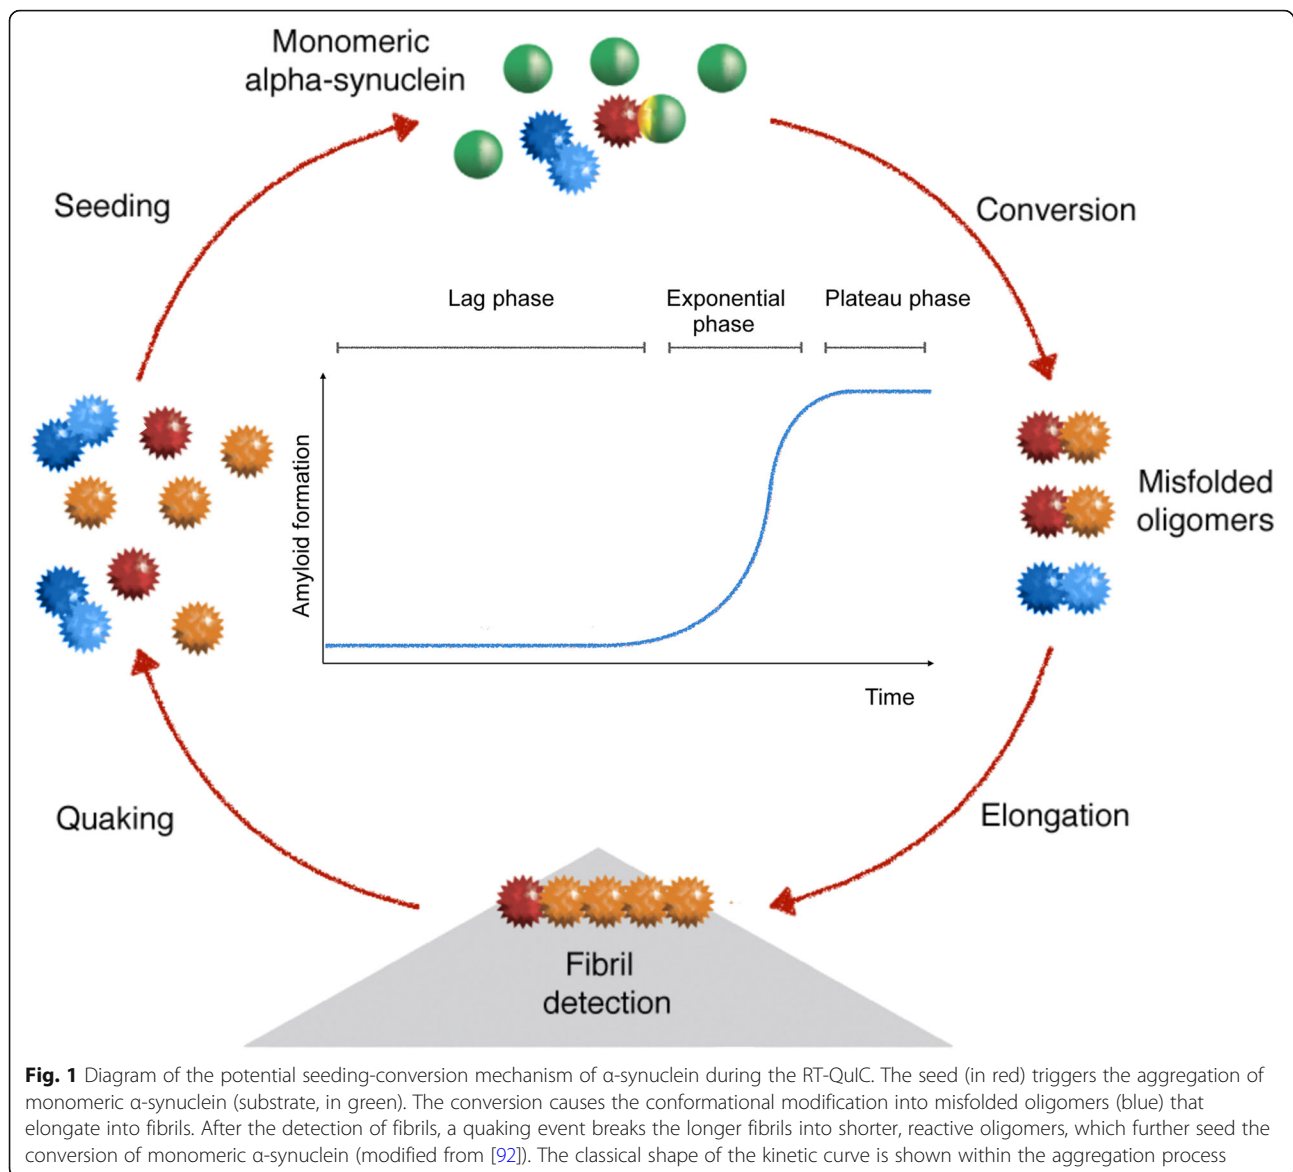 Monomeric
alpha-synuclein
Seeding
Conversion
Lag phase
Exponential
phase
Plateau phase
Amyloid formation
Misfolded
oligomers
Time
Quaking
Elongation
Fibril
detection
Fig. 1 Diagram of the potential seeding-conversion mechanism of α-synuclein during the RT-QuIC. The seed (in red) triggers the aggregation of
monomeric α-synuclein (substrate, in green). The conversion causes the conformational modification into misfolded oligomers (blue) that
elongate into fibrils. After the detection of fibrils, a quaking event breaks the longer fibrils into shorter, reactive oligomers, which further seed the
conversion of monomeric α-synuclein (modified from [92]). The classical shape of the kinetic curve is shown within the aggregation process